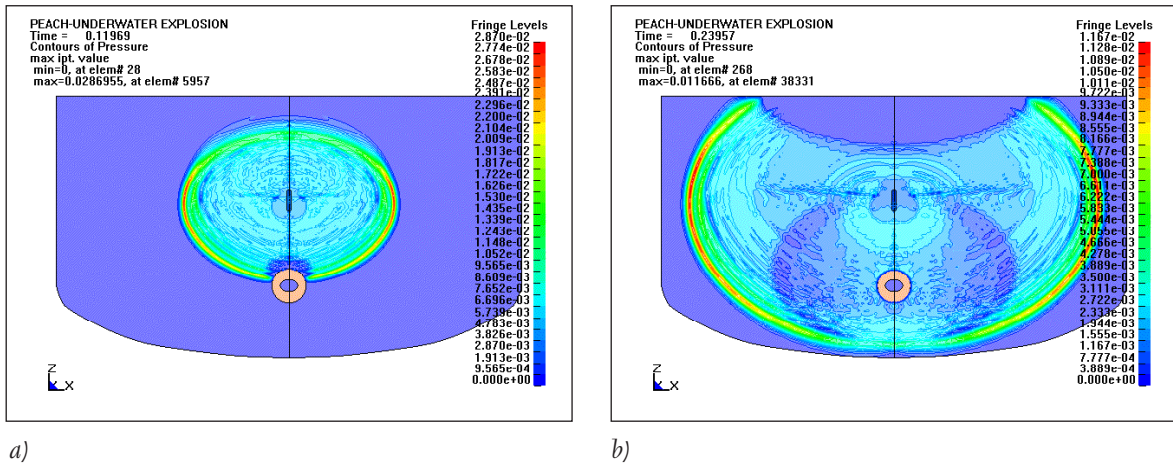 PEACH-UNDERWATER EXPLOSION
Time = 0.11969
Contours of Pressure
max ipt. value
min=0, at elem# 28
max=0.0286955, at elem# 5957
Fringe Levels
2.870e-02
2.774e-02
2.678e-02
2.583e-02
2.487e-02
2.391e-02
2.296e-02
2.200e-02
2.104e-02
2.009e-02
1.913e-02
1.817e-02
1.722e-02
1.626e-02
1.530e-02
1.435e-02
1.339e-02
1.243e-02
1.148e-02
1.052e-02
9.565e-03
8.609e-03
7.652e-03
6.696e-03
5.739e-03
4.783e-03
3.826e-03
2.870e-03
1.913e-03
9.565e-04
0.000e+00
Z
X
a)
PEACH-UNDERWATER EXPLOSION
Time = 0.23957
Contours of Pressure
max ipt. value
min=0, at elem# 268
max=0.011666, at elem# 38331
Fringe Levels
1.167e-02
1.128e-02
1.089e-02
1.050e-02
1.011e-02
9.722e-03
9.333e-03
8.944e-03
8.555e-03
8.166e-03
7.777e-03
7.388e-03
7.000e-03
6.611e-03
6.222e-03
5.833e-03
5.444e-03
5.055e-03
4.666e-03
4.278e-03
3.889e-03
3.500e-03
3.111e-03
2.722e-03
2.333e-03
1.944e-03
1.555e-03
1.167e-03
7.777e-04
3.889e-04
0.000e+00
Z
X
b)